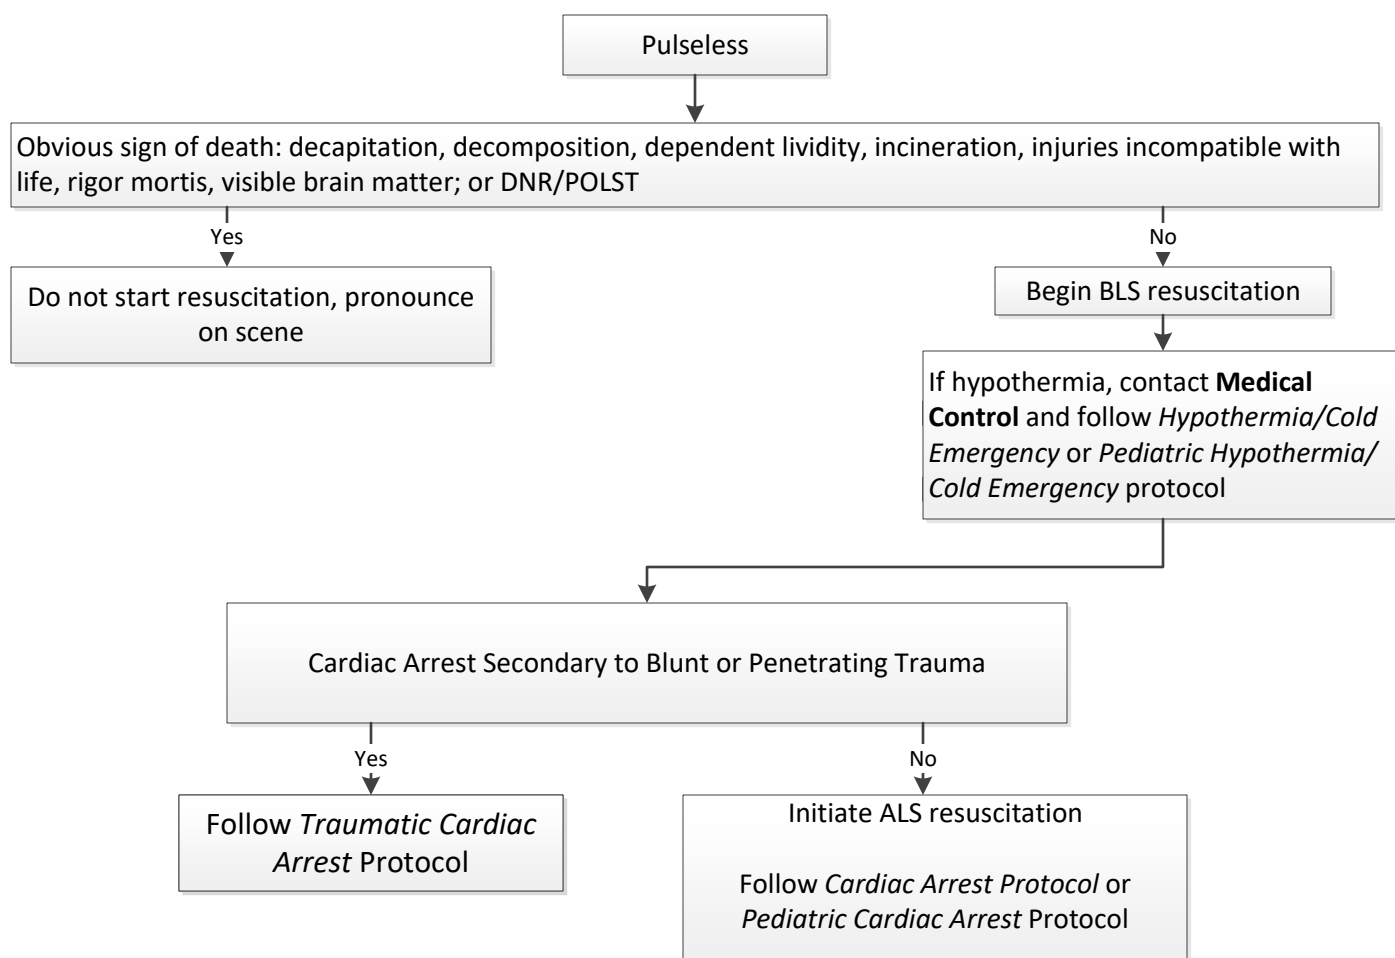 Pulseless
Obvious sign of death: decapitation, decomposition, dependent lividity, incineration, injuries incompatible with
life, rigor mortis, visible brain matter; or DNR/POLST
Yes
No
Do not start resuscitation, pronounce
on scene
Begin BLS resuscitation
If hypothermia, contact Medical
Control and follow Hypothermia/Cold
Emergency or Pediatric Hypothermia/
Cold Emergency protocol
Cardiac Arrest Secondary to Blunt or Penetrating Trauma
Yes
No
Follow Traumatic Cardiac
Arrest Protocol
Initiate ALS resuscitation
Follow Cardiac Arrest Protocol or
Pediatric Cardiac Arrest Protocol